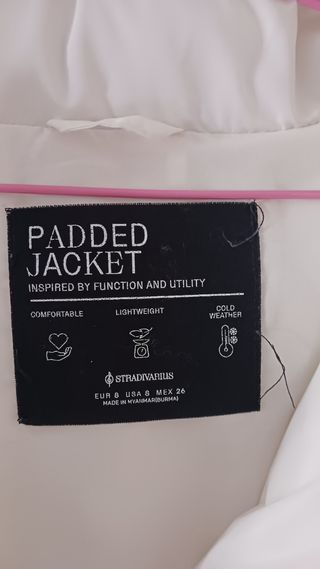 PADDED
JACKET
INSPIRED BY FUNCTION AND UTILITY
COMFORTABLE
LIGHTWEIGHT
COLD
WEATHER
STRADIVARIUS
EUR 8 USA 8 MEX 26
MADE IN MYANMAR(BURMA)